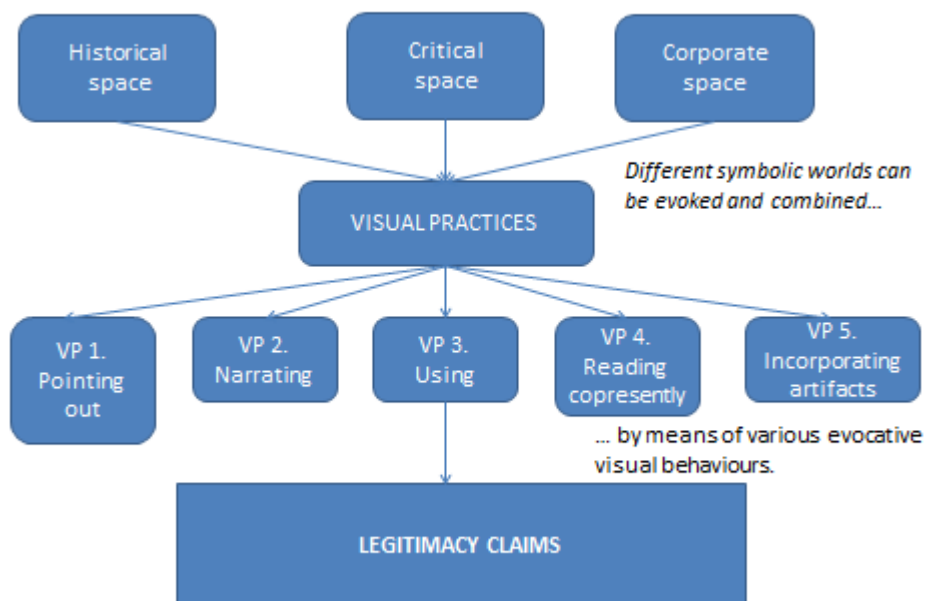 Historical
space
Critical
space
Corporate
space
Different symbolic worlds can
be evoked and combined...
VISUAL PRACTICES
VP 1.
Pointing
out
VP 2.
Narrating
VP 3.
Using
VP 4.
Reading
copresently
VP 5.
Incorporating
artifacts
... by means of various evocative
visual behaviours.
LEGITIMACY CLAIMS